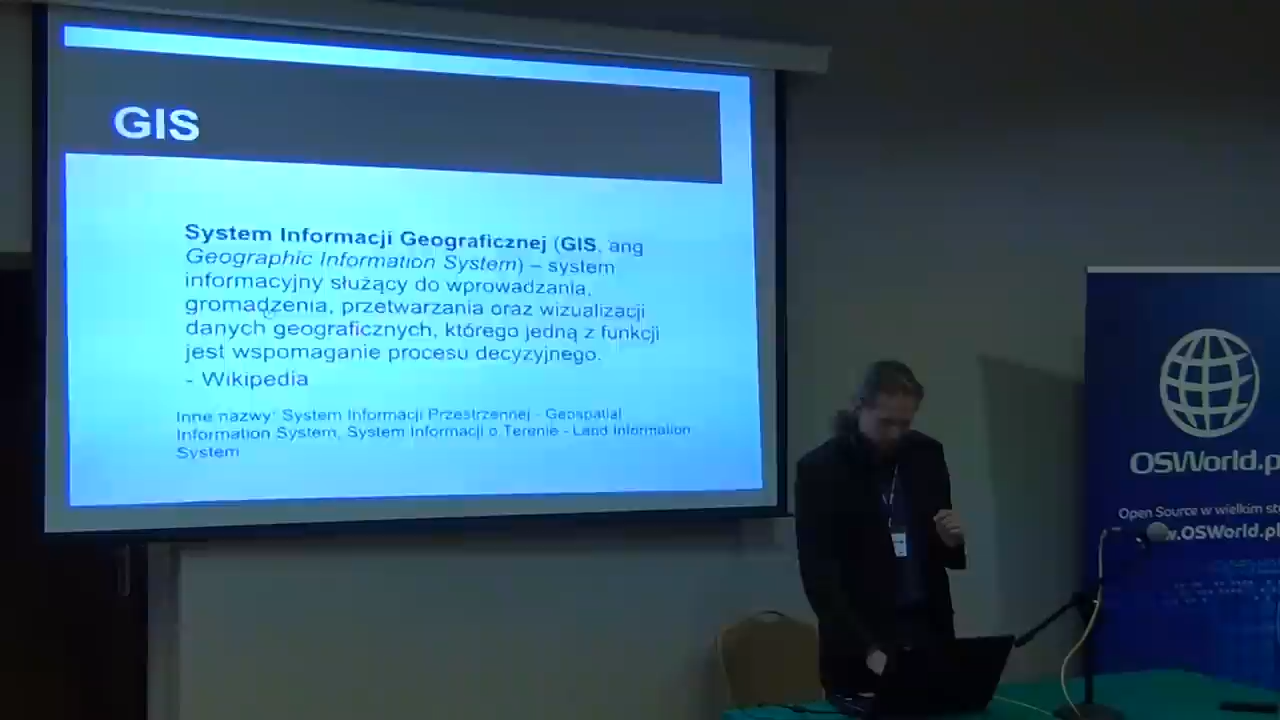 GIS
System Informacji Geograficznej (GIS, ang
Geographic Information System) – system
informacyjny służący do wprowadzania,
gromadzenia, przetwarzania oraz wizualizacji
danych geograficznych, którego jedną z funkcji
jest wspomaganie procesu decyzyjnego.
- Wikipedia
Inne nazwy: System Informacji Przestrzennej - Geospatial
Information System, System Informacji o Terenie - Land Information
System
OSWorld.p
Open Source w wielkim st
w.OSWorld.pl